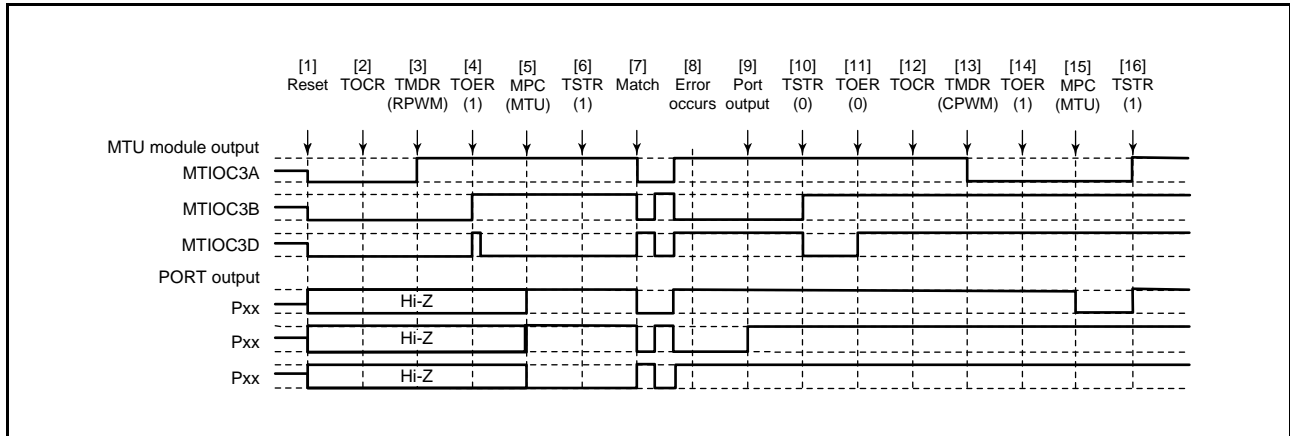 [1] [2] [3] [4] [5] [6] [7] [8] [9] [10] [11] [12] [13] [14] [15] [16]
Reset TOCR TMDR TOER MPC TSTR Match Error Port TSTR TOER TOCR TMDR TOER MPC TSTR
(RPWM) (1) (MTU) (1) occurs output (0) (0) (CPWM) (1) (MTU) (1)
MTU module output
MTIOC3A
MTIOC3B
MTIOC3D
PORT output
Pxx Hi-Z
Pxx Hi-Z
Pxx Hi-Z